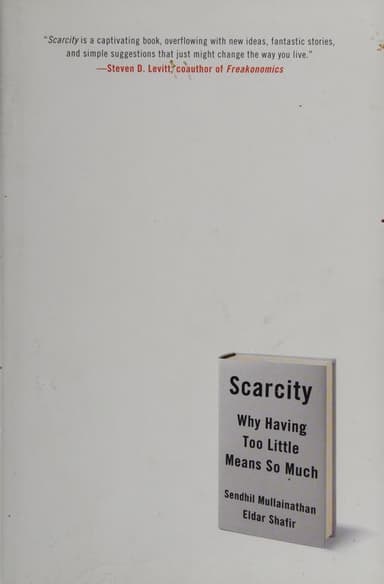 "Scarcity is a captivating book, overflowing with new ideas, fantastic stories,
and simple suggestions that just might change the way you live."
—Steven D. Levitt, coauthor of Freakonomics
Scarcity
Why Having
Too Little
Means So Much
Sendhil Mullainathan
Eldar Shafir